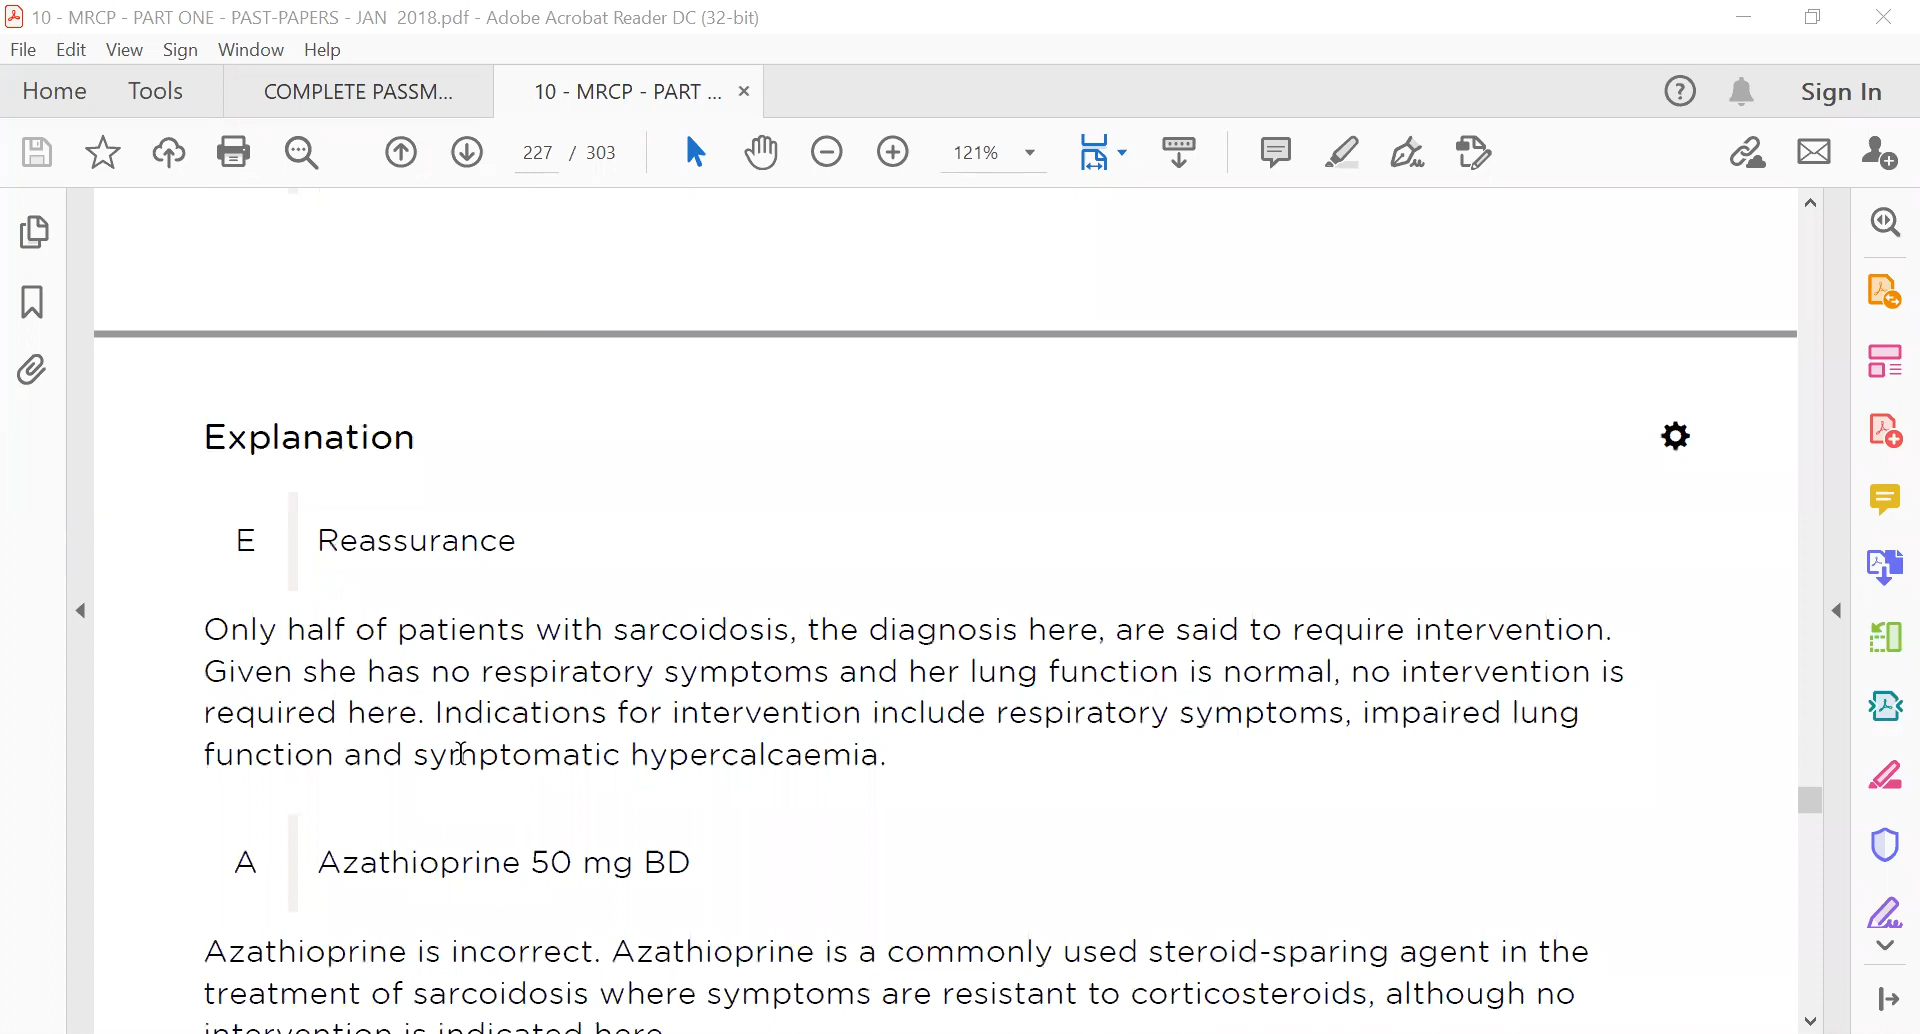 10 - MRCP - PART ONE - PAST-PAPERS - JAN 2018.pdf - Adobe Acrobat Reader DC (32-bit)
File Edit View Sign Window Help
Home Tools COMPLETE PASSM... 10 - MRCP - PART ... × Sign In
227 / 303 121%
Explanation
E Reassurance
Only half of patients with sarcoidosis, the diagnosis here, are said to require intervention.
Given she has no respiratory symptoms and her lung function is normal, no intervention is
required here. Indications for intervention include respiratory symptoms, impaired lung
function and symptomatic hypercalcaemia.
A Azathioprine 50 mg BD
Azathioprine is incorrect. Azathioprine is a commonly used steroid-sparing agent in the
treatment of sarcoidosis where symptoms are resistant to corticosteroids, although no
intervention is indicated here.